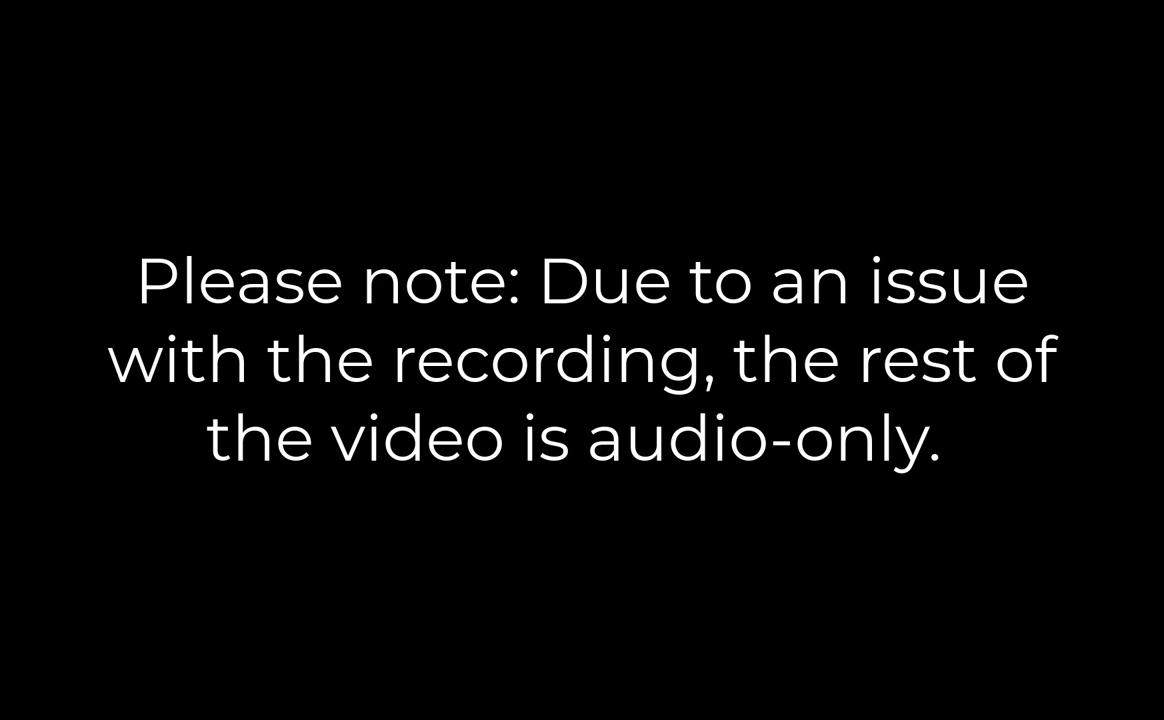 Please note: Due to an issue
with the recording, the rest of
the video is audio-only.